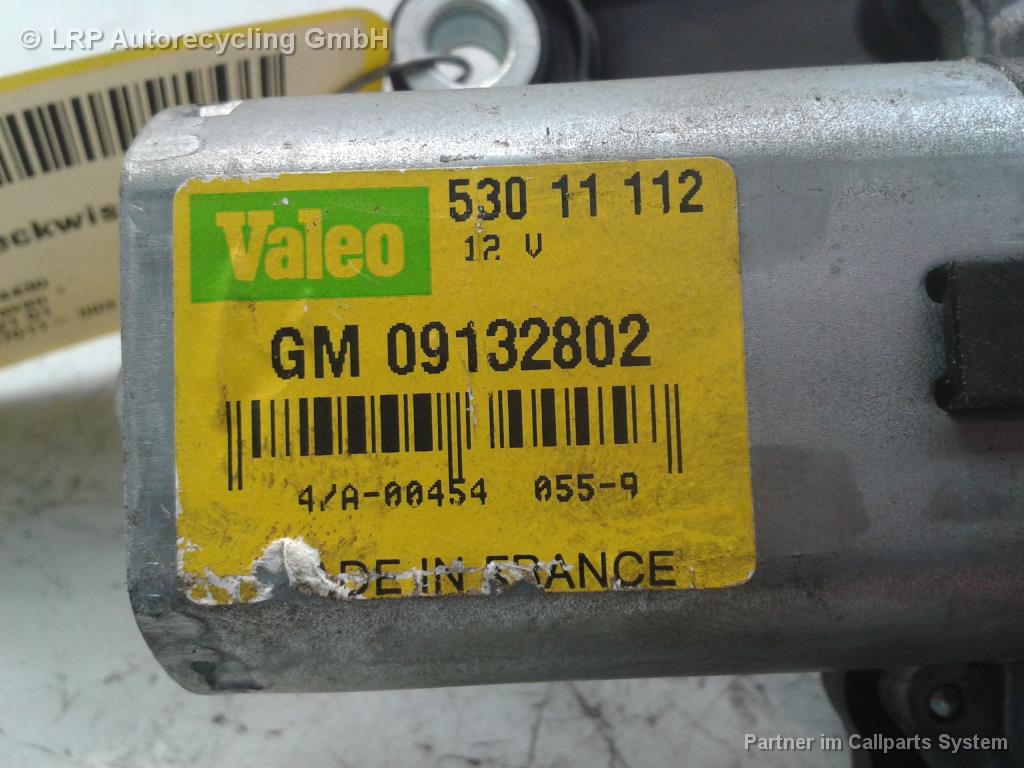 © LRP Autorecycling GmbH
Valeo
530 11 112
12 V
GM 09132802
4/A-00454 055-9
ADE IN FRANCE
Partner im Callparts System